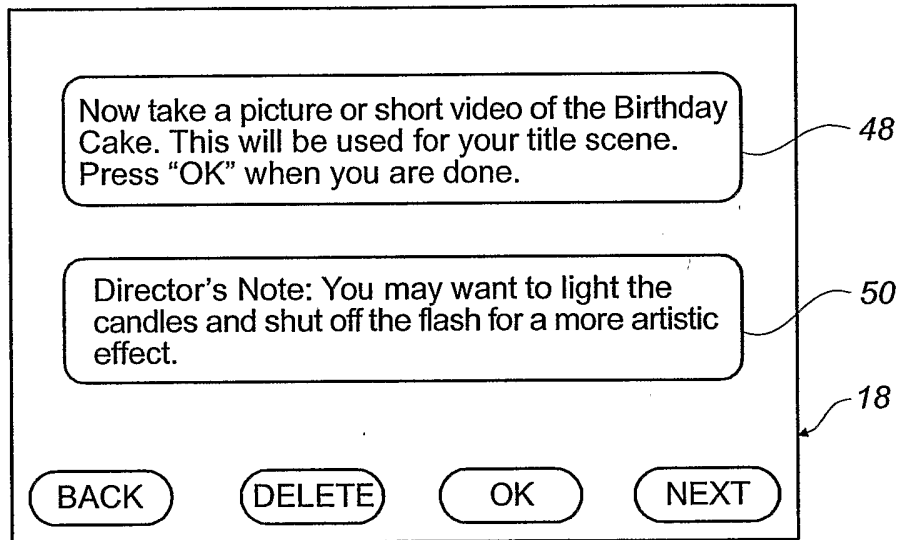 Now take a picture or short video of the Birthday
Cake. This will be used for your title scene.
Press “OK” when you are done.
48
Director’s Note: You may want to light the
candles and shut off the flash for a more artistic
effect.
50
18
BACK DELETE OK NEXT